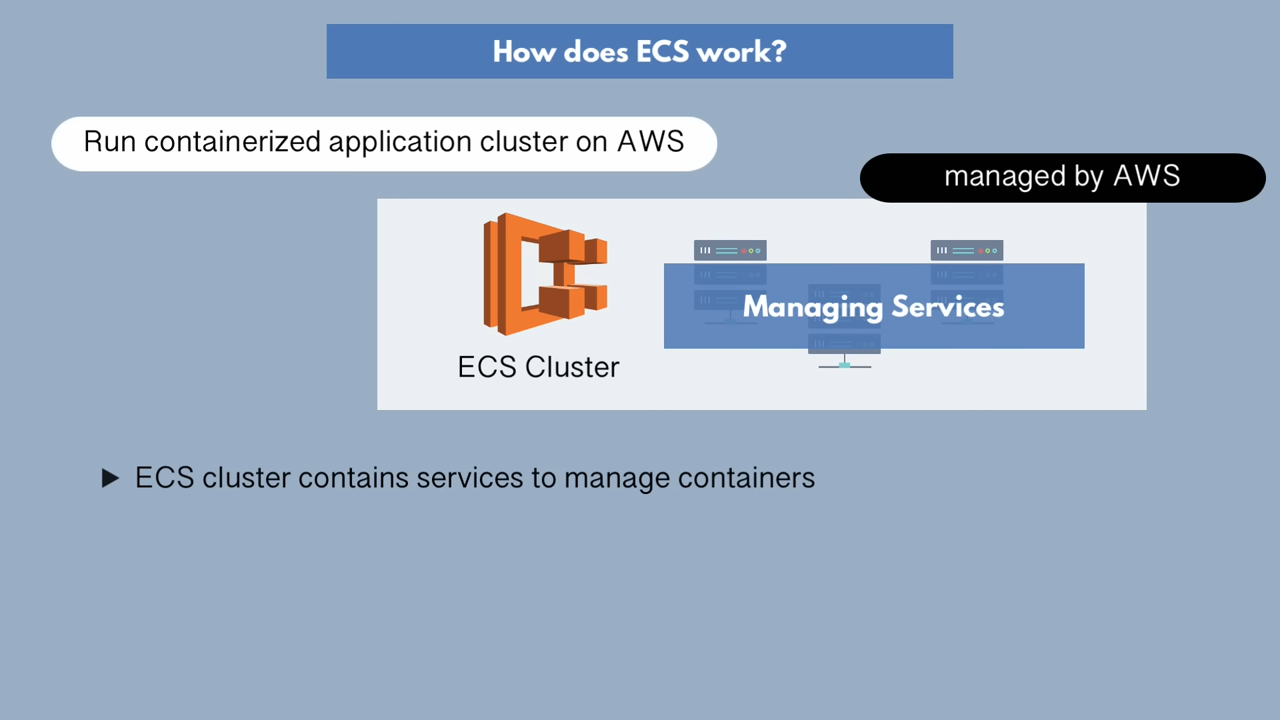 How does ECS work?
Run containerized application cluster on AWS
managed by AWS
Managing Services
ECS Cluster
ECS cluster contains services to manage containers